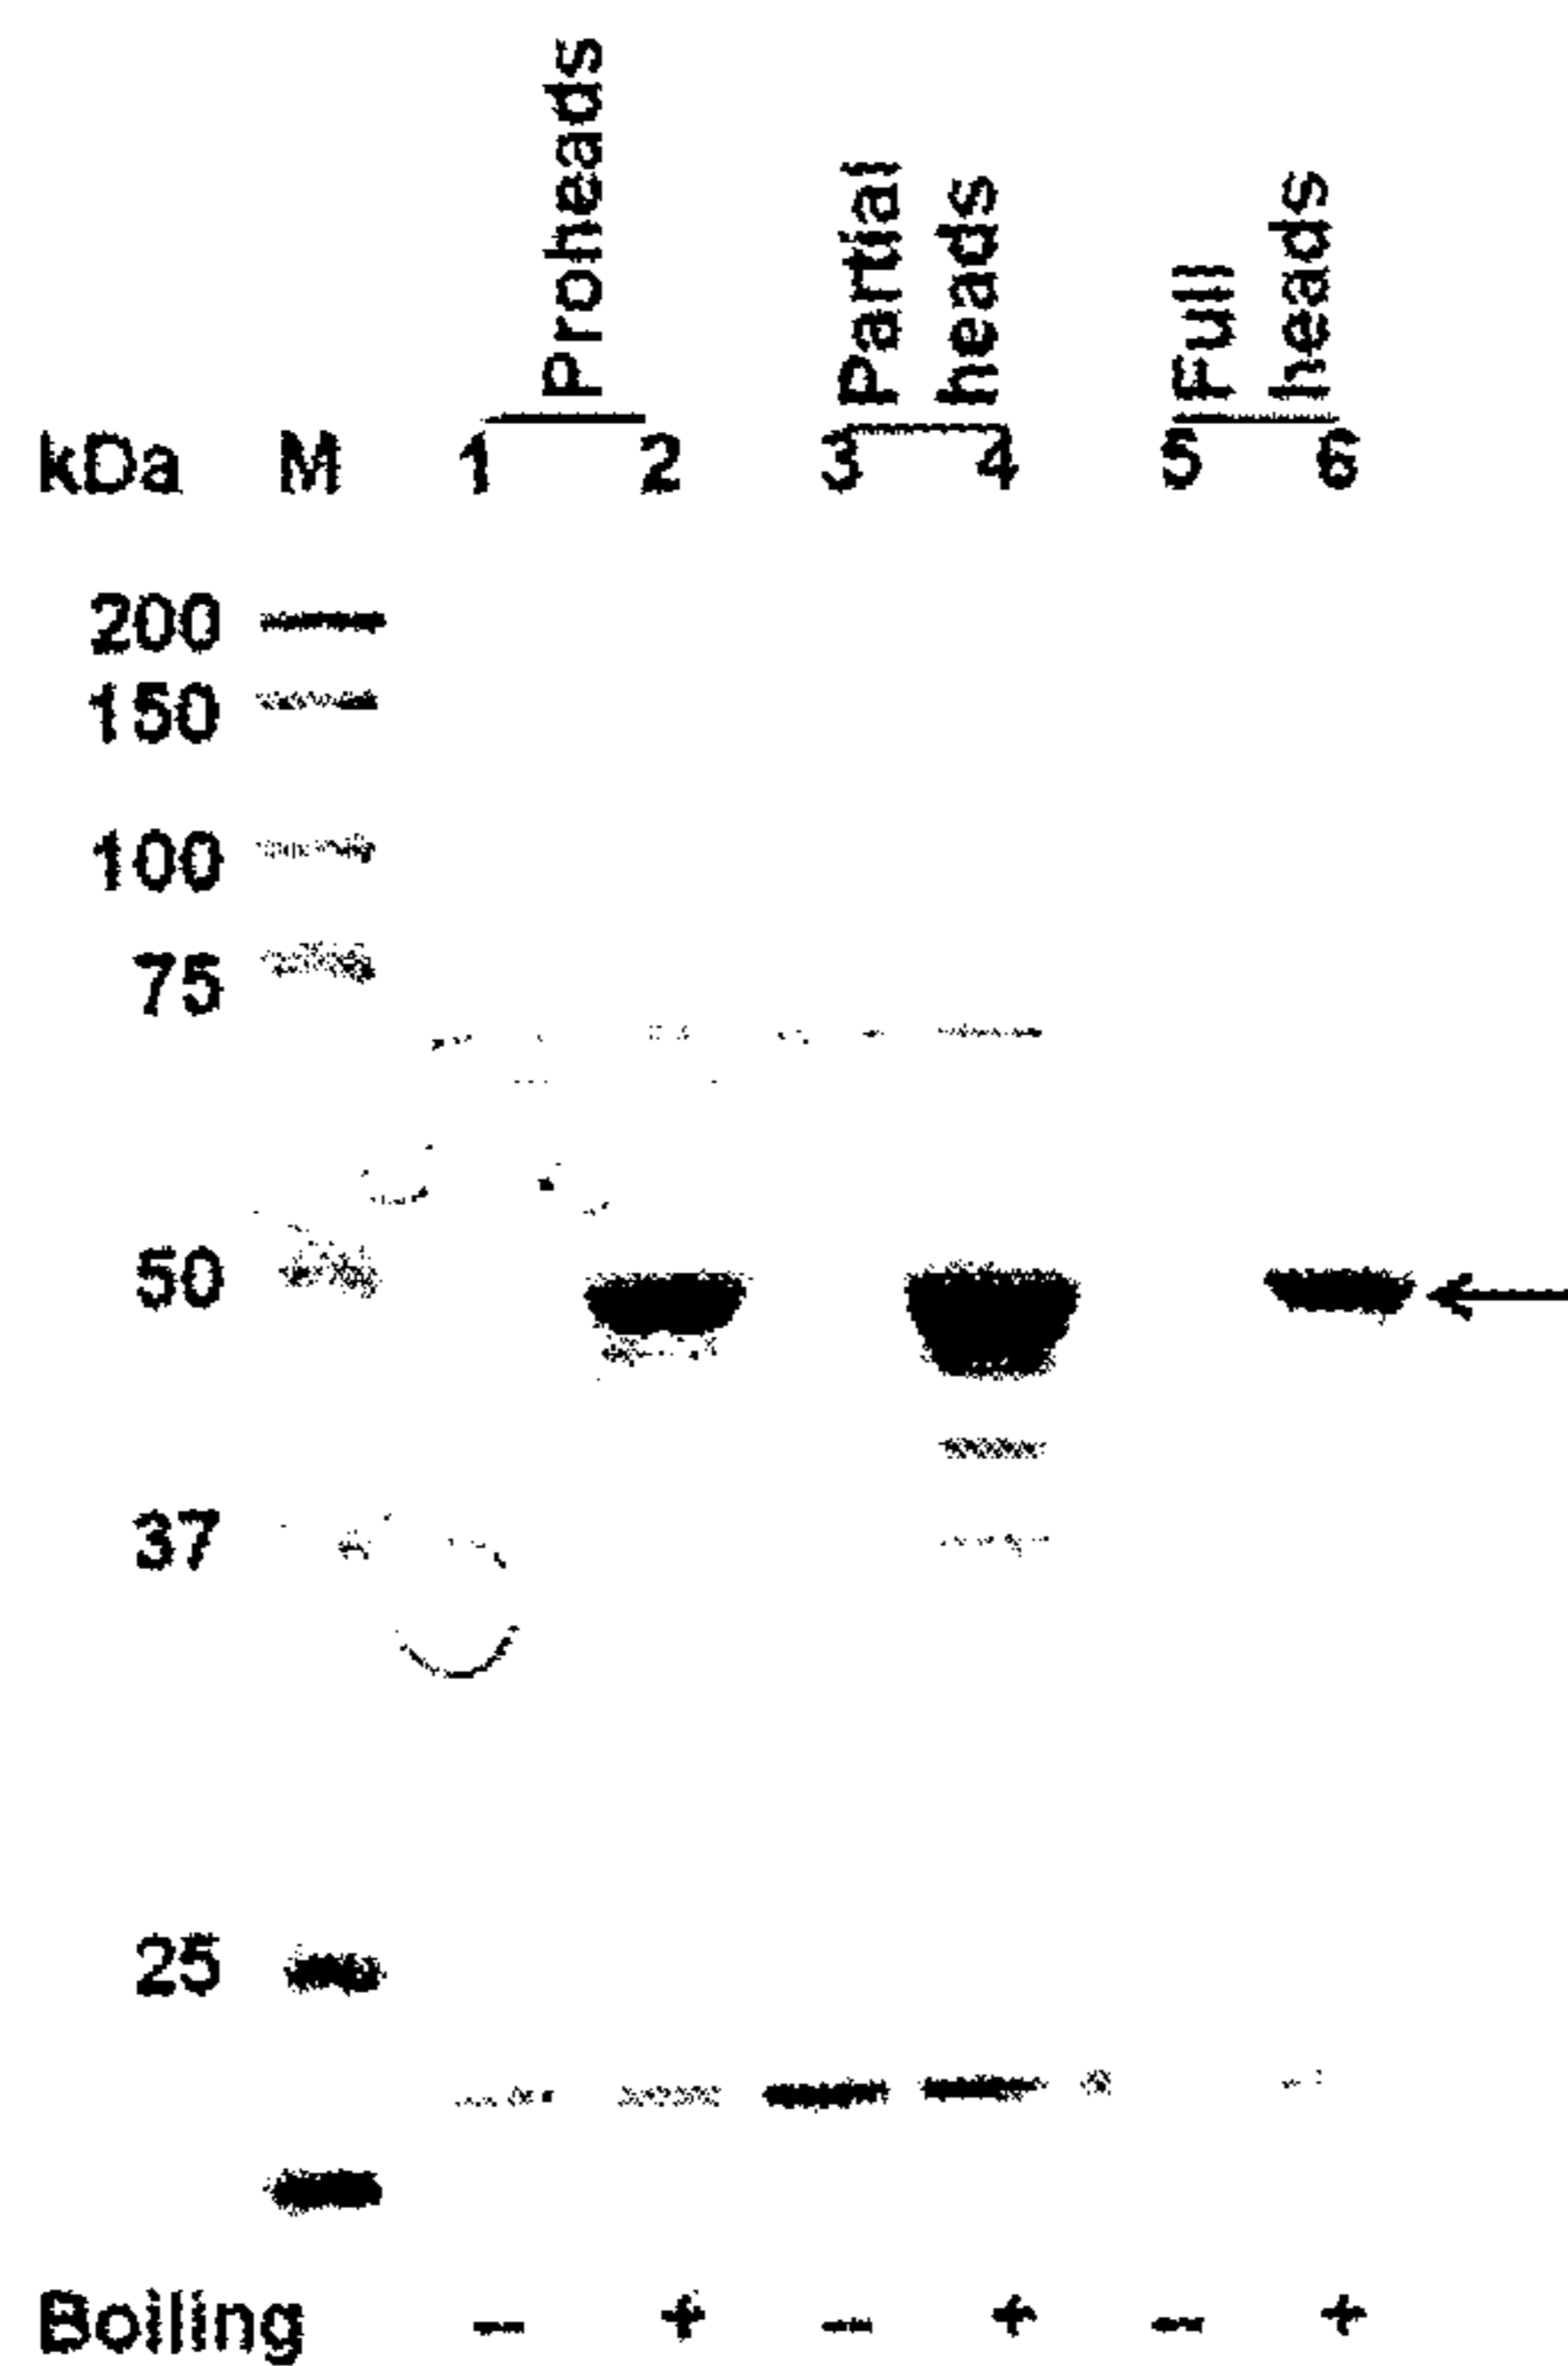 Proheads
Partial
heads
Full
heads
kDa M 1 2 3 4 5 6
200
150
100
75
50
37
25
Boiling - + - + - +